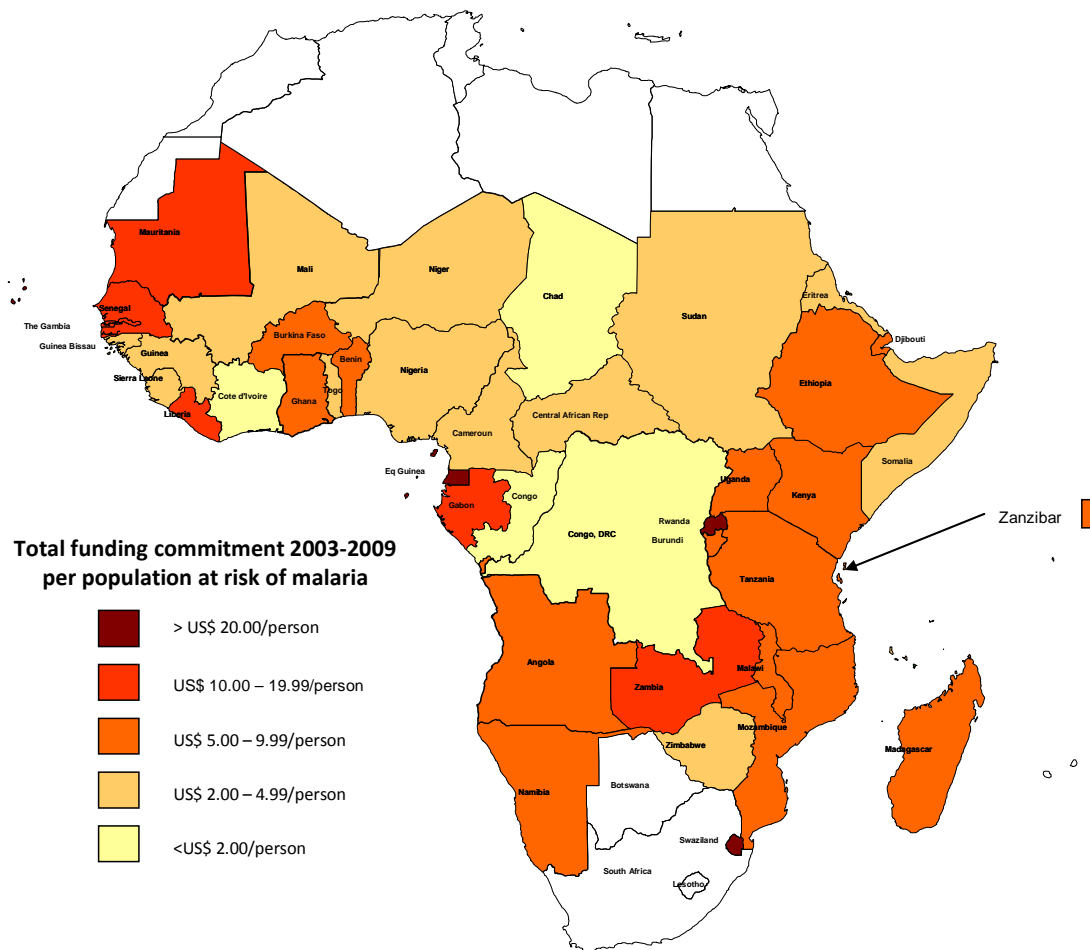 Mauritania
Mali
Niger
Chad
Sudan
Eritrea
Senegal
The Gambia
Guinea Bissau
Guinea
Burkina Faso
Benin
Djibouti
Nigeria
Ethiopia
Sierra Leone
Cote d'Ivoire
Ghana
Togo
Liberia
Central African Rep
Cameroun
Somalia
Eq Guinea
Uganda
Kenya
Gabon
Congo
Rwanda
Zanzibar
Congo, DRC
Burundi
Tanzania
Total funding commitment 2003-2009
per population at risk of malaria
> US$ 20.00/person
US$ 10.00 – 19.99/person
US$ 5.00 – 9.99/person
US$ 2.00 – 4.99/person
<US$ 2.00/person
Angola
Malawi
Zambia
Mozambique
Zimbabwe
Madagascar
Namibia
Botswana
Swaziland
South Africa
Lesotho